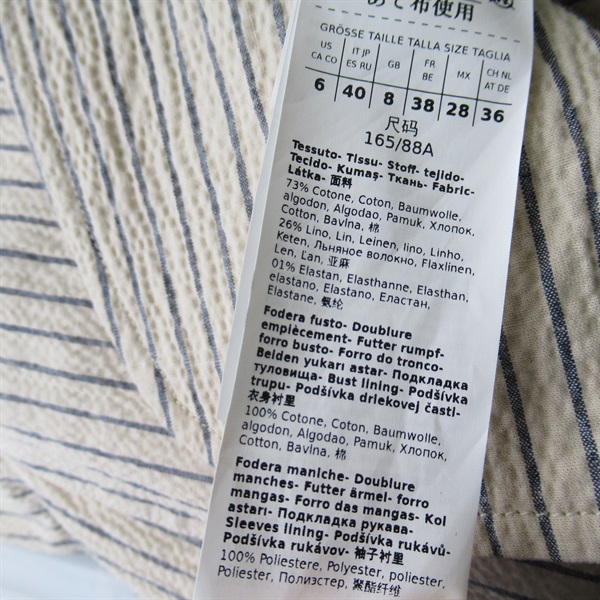 あて布使用
GRÖSSE TAILLE TALLA SIZE TAGLIA
US CA CO | IT JP ES RU | GB | FR BE | MX | CH NL AT DE
6 | 40 | 8 | 38 | 28 | 36
尺码
165/88A
Tessuto- Tissu- Stoff- tejido-
Tecido- Kumaş- Ткань- Fabric-
Látka- 面料
73% Cotone, Coton, Baumwolle,
algodon, Algodao, Pamuk, Хлопок,
Cotton, Bavlna, 棉
26% Lino, Lin, Leinen, lino, Linho,
Keten, Льняное волокно, Flaxlinen,
Len, Ľan, 亚麻
01% Elastan, Elasthanne, Elasthan,
elastano, Elastano, Еластан,
Elastane, 氨纶
Fodera fusto- Doublure
empiècement- Futter rumpf-
forro busto- Forro do tronco-
Beiden yukarı astar- Подкладка
туловища- Bust lining- Podšívka
trupu- Podšívka driekovej časti-
衣身衬里
100% Cotone, Coton, Baumwolle,
algodon, Algodao, Pamuk, Хлопок,
Cotton, Bavlna, 棉
Fodera maniche- Doublure
manches- Futter ärmel- forro
mangas- Forro das mangas- Kol
astarı- Подкладка рукава-
Sleeves lining- Podšívka rukávů-
Podšívka rukávov- 袖子衬里
100% Poliestere, Polyester, poliester,
Poliester, Полиэстер, 聚酯纤维